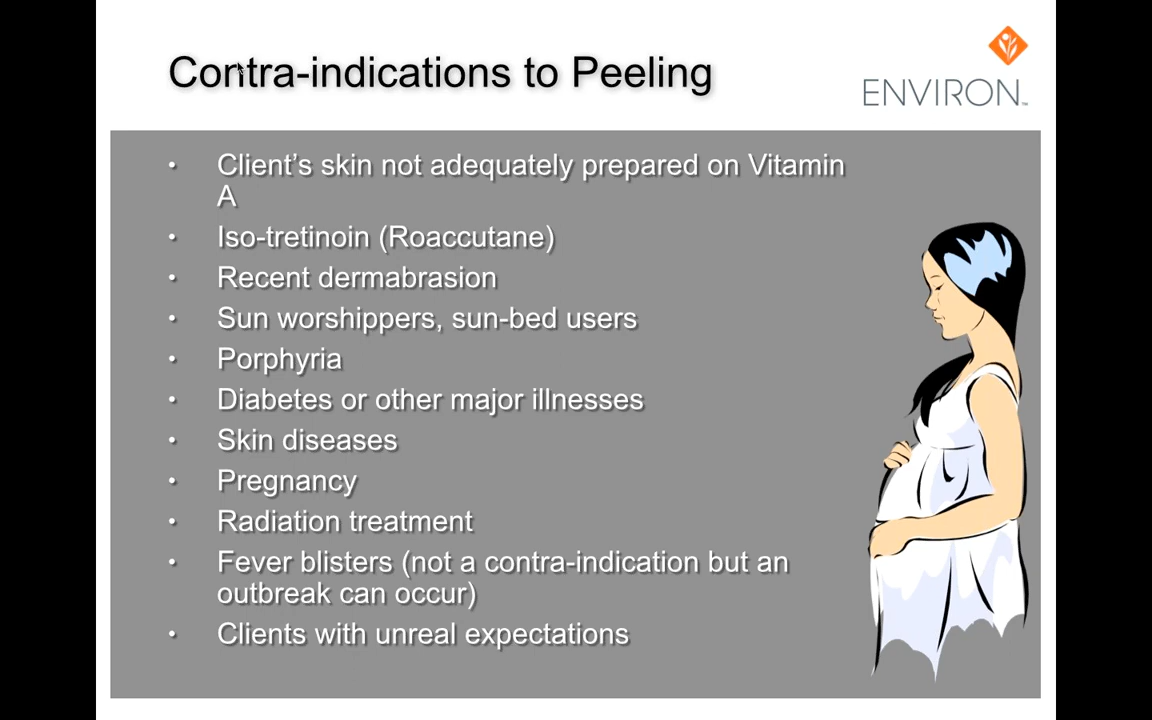 Contra-indications to Peeling
ENVIRON™
• Client’s skin not adequately prepared on Vitamin
A
• Iso-tretinoin (Roaccutane)
• Recent dermabrasion
• Sun worshippers, sun-bed users
• Porphyria
• Diabetes or other major illnesses
• Skin diseases
• Pregnancy
• Radiation treatment
• Fever blisters (not a contra-indication but an
outbreak can occur)
• Clients with unreal expectations